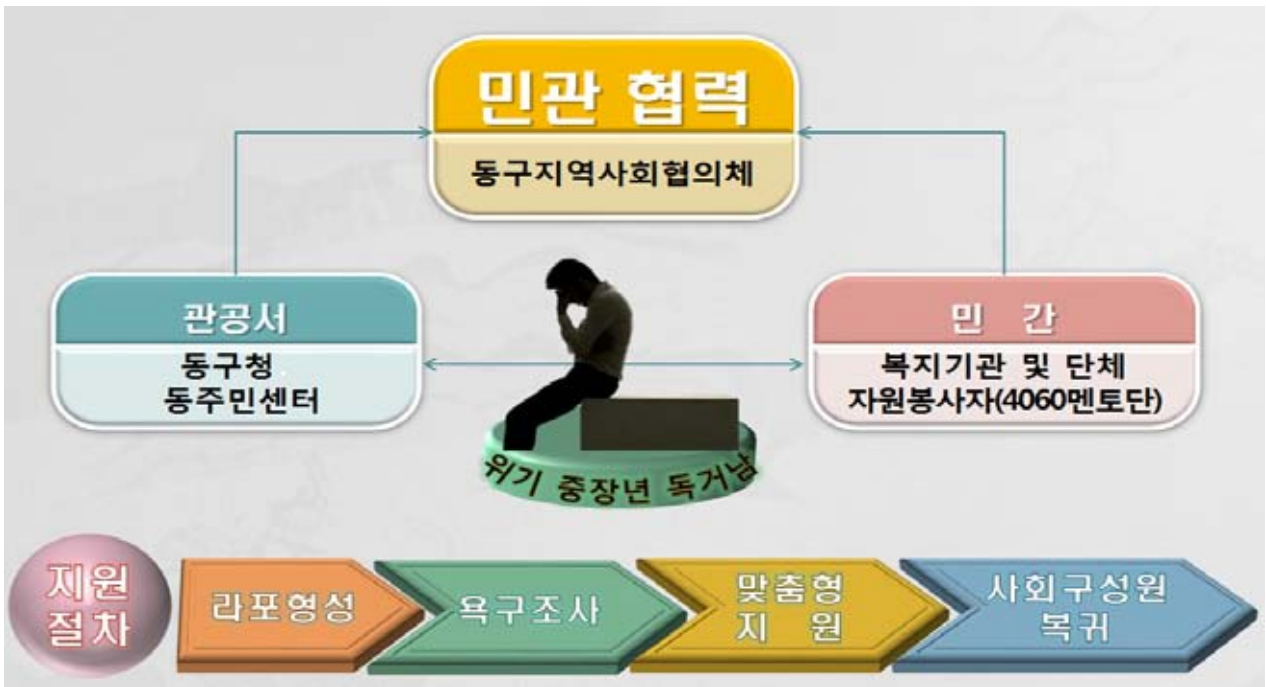 민관 협력
동구지역사회협의체
관공서
동구청
동주민센터
민 간
복지기관 및 단체
자원봉사자(4060멘토단)
위기 중장년 독거남
지원
절차
라포형성
욕구조사
맞춤형
지 원
사회구성원
복귀